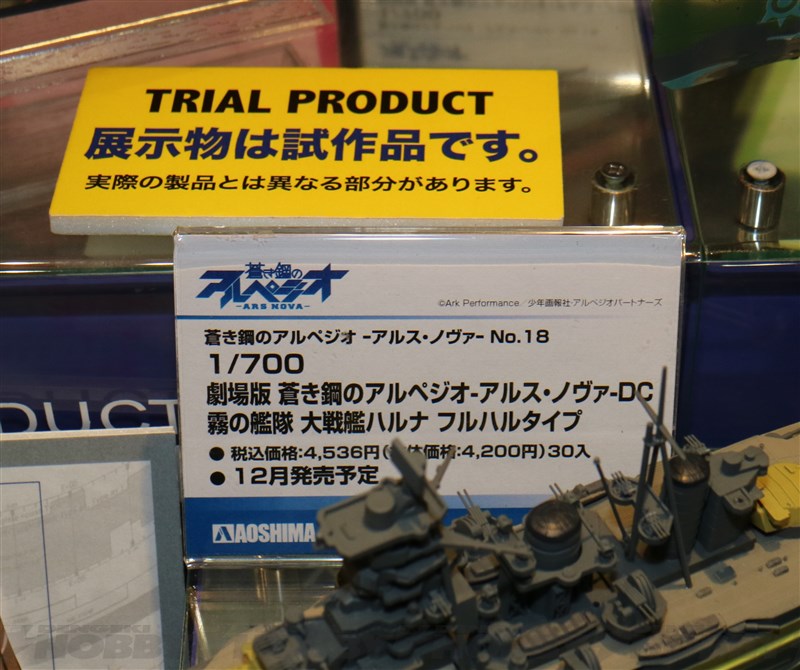 TRIAL PRODUCT
展示物は試作品です。
実際の製品とは異なる部分があります。
蒼き鋼の
アルペジオ
-ARS NOVA-
©Ark Performance／少年画報社・アルペジオパートナーズ
蒼き鋼のアルペジオ -アルス・ノヴァ- No.18
1/700
劇場版 蒼き鋼のアルペジオ-アルス・ノヴァ-DC
霧の艦隊 大戦艦ハルナ フルハルタイプ
● 税込価格:4,536円( 体価格:4,200円)30入
● 12月発売予定
AOSHIMA
DUCT
HOBB